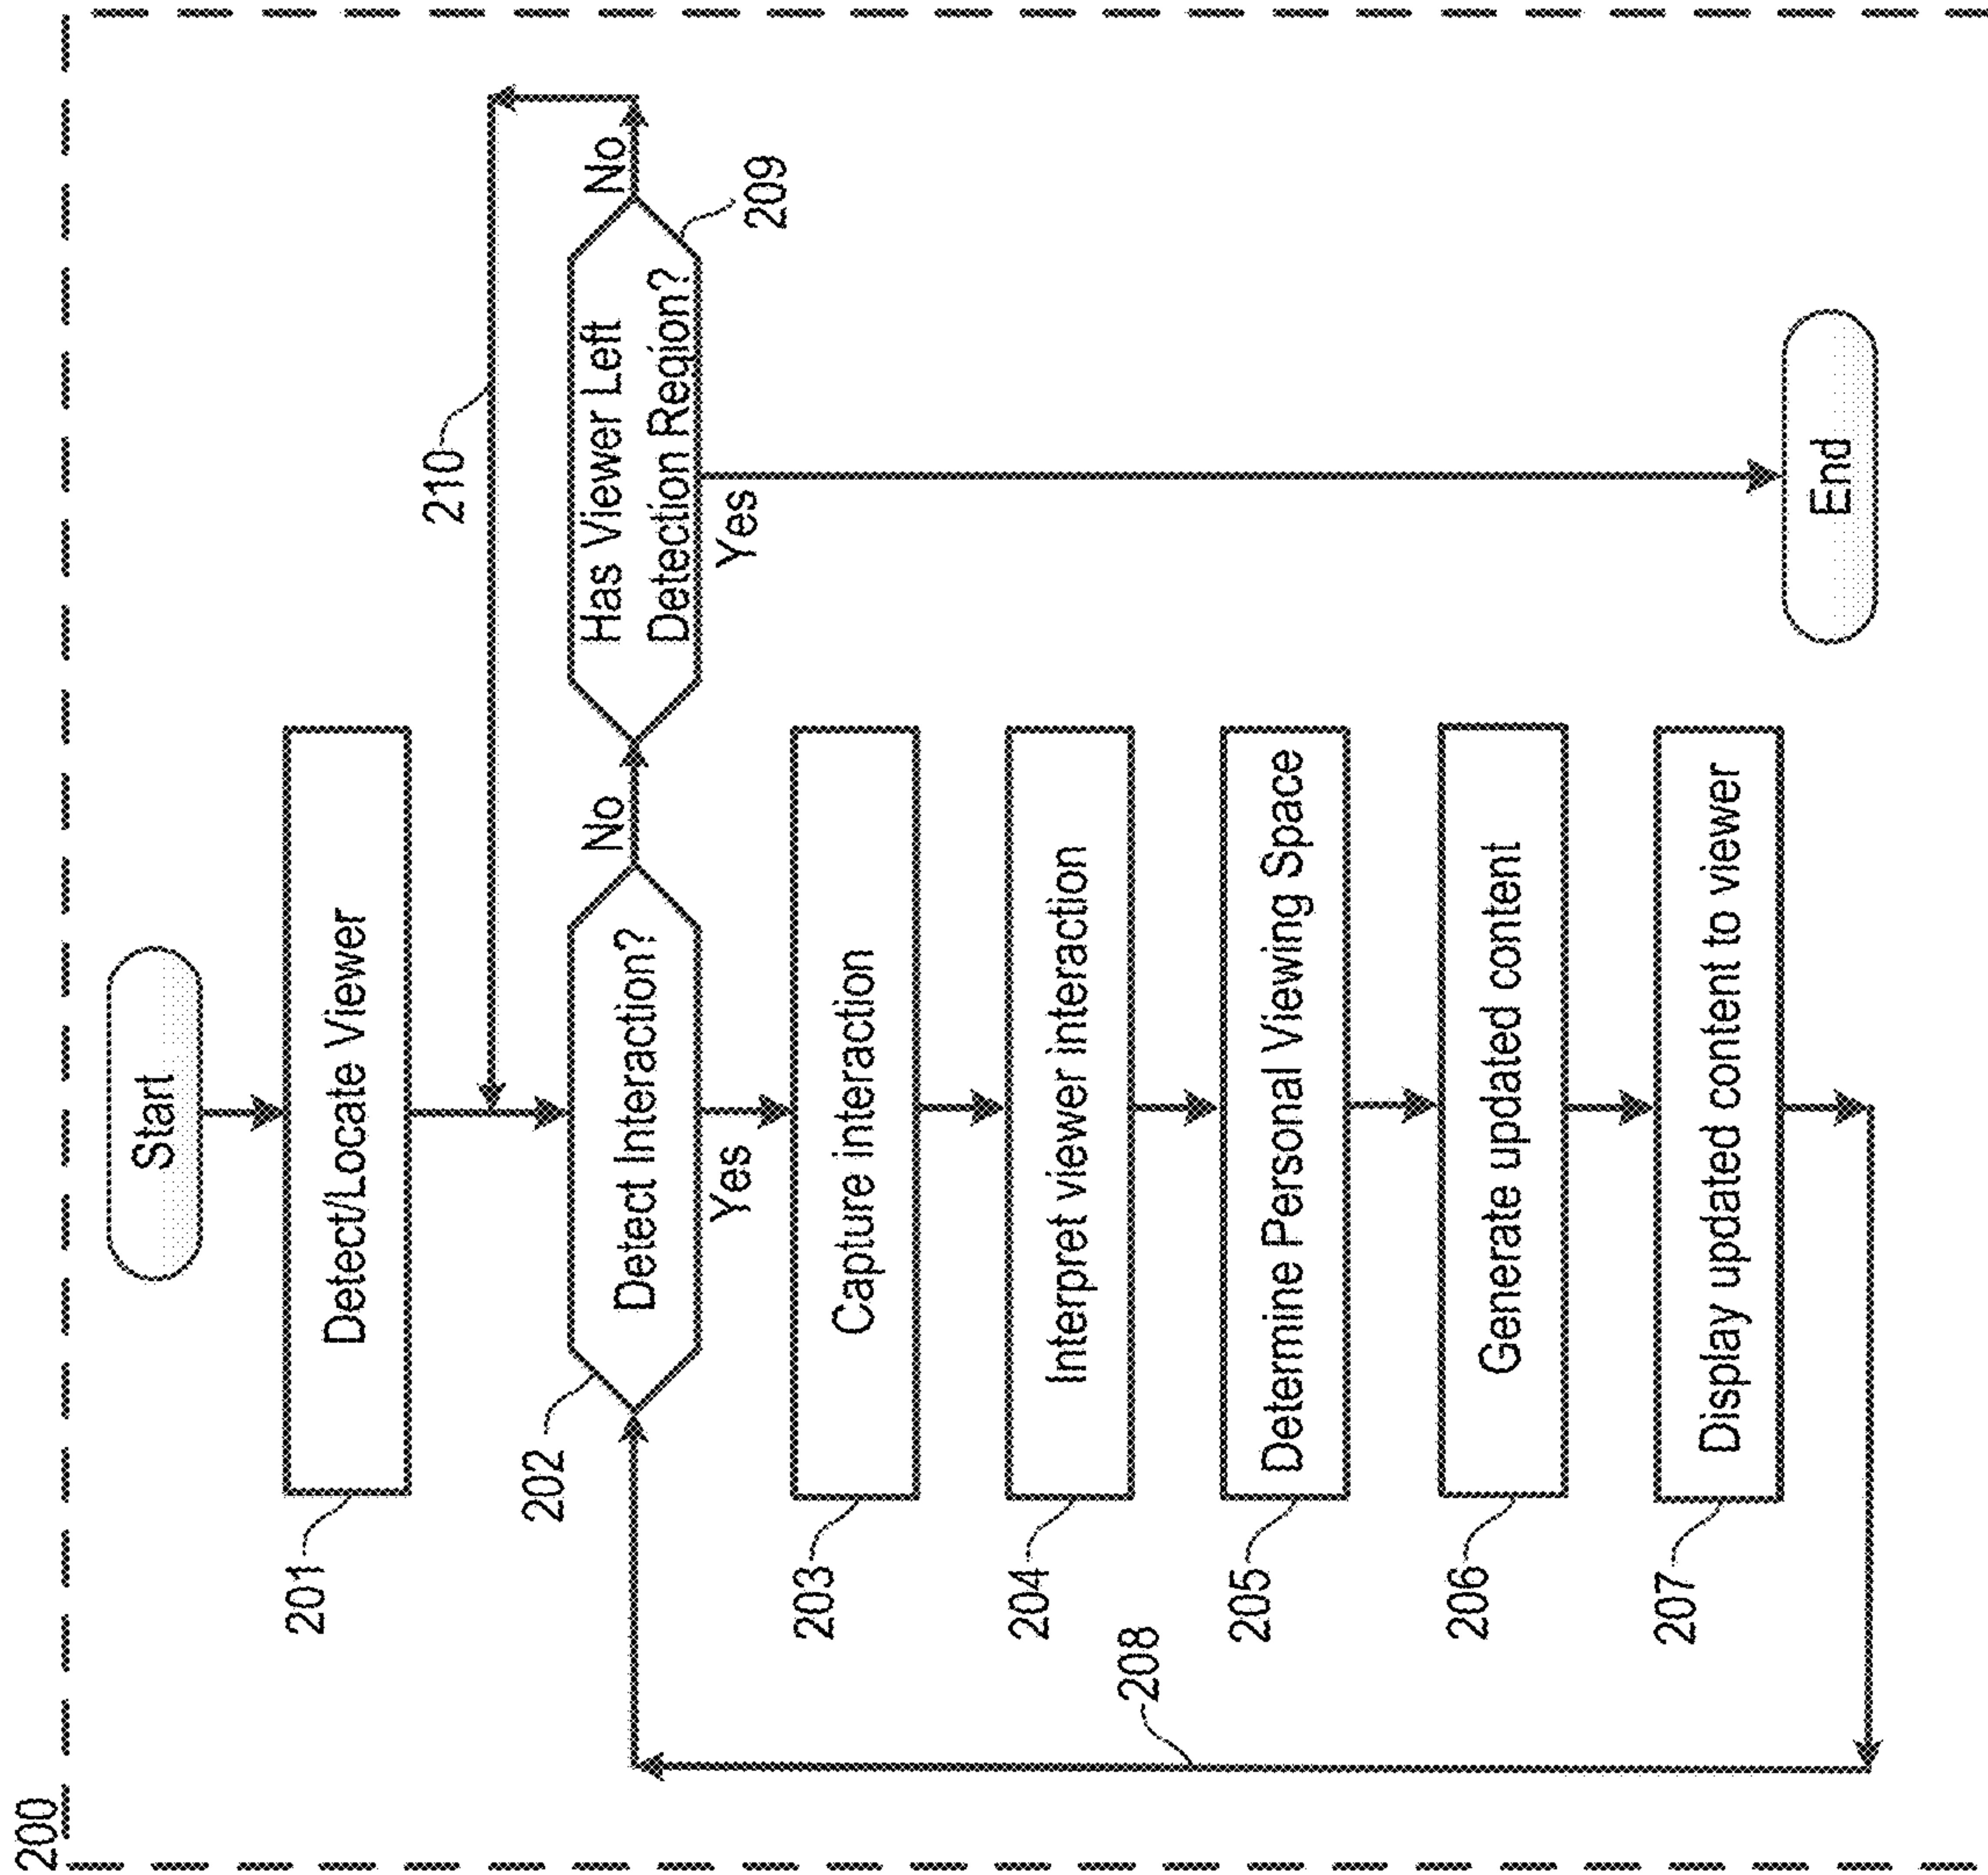 200
Start
201
Detect/Locate Viewer
210
202
Detect Interaction?
No
Yes
Has Viewer Left
Detection Region?
No
209
Yes
203
Capture interaction
204
Interpret viewer interaction
208
205
Determine Personal Viewing Space
206
Generate updated content
207
Display updated content to viewer
End